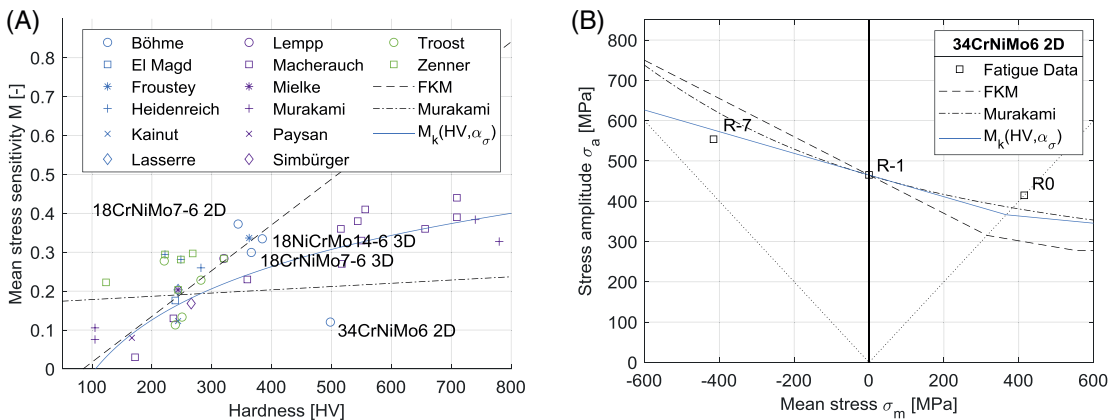 (A)
Mean stress sensitivity M [-]
0.9
0.8
0.7
0.6
0.5
0.4
0.3
0.2
0.1
0
100 200 300 400 500 600 700 800
Hardness [HV]
Böhme
El Magd
Froustey
Heidenreich
Kainut
Lasserre
Lempp
Macherauch
Mielke
Murakami
Paysan
Simbürger
Troost
Zenner
FKM
Murakami
M_k(HV,α_σ)
18CrNiMo7-6 2D
18NiCrMo14-6 3D
18CrNiMo7-6 3D
34CrNiMo6 2D
(B)
Stress amplitude σ_a [MPa]
800
700
600
500
400
300
200
100
0
-600 -400 -200 0 200 400 600
Mean stress σ_m [MPa]
34CrNiMo6 2D
Fatigue Data
FKM
Murakami
M_k(HV,α_σ)
R-7
R-1
R0